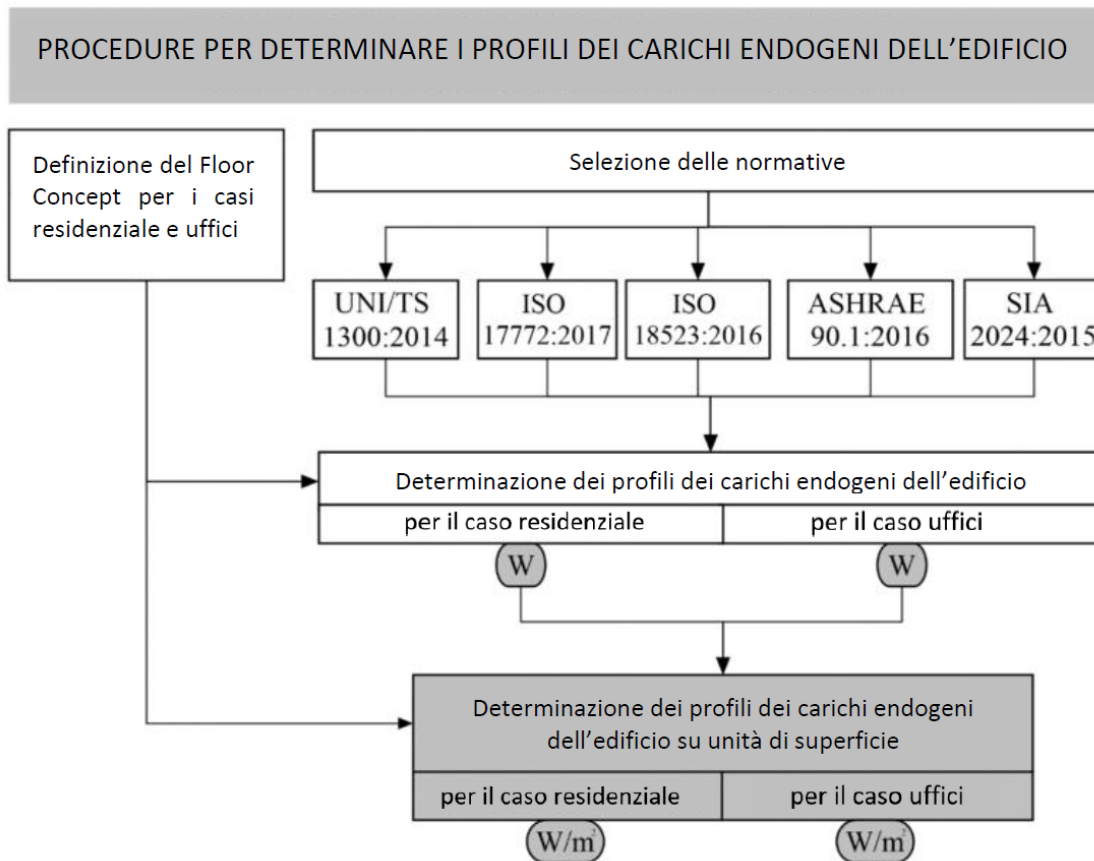 PROCEDURE PER DETERMINARE I PROFILI DEI CARICHI ENDOGENI DELL'EDIFICIO
Definizione del Floor
Concept per i casi
residenziale e uffici
Selezione delle normative
UNI/TS
1300:2014
ISO
17772:2017
ISO
18523:2016
ASHRAE
90.1:2016
SIA
2024:2015
Determinazione dei profili dei carichi endogeni dell'edificio
per il caso residenziale
per il caso uffici
W
W
Determinazione dei profili dei carichi endogeni
dell'edificio su unità di superficie
per il caso residenziale
per il caso uffici
W/m²
W/m²